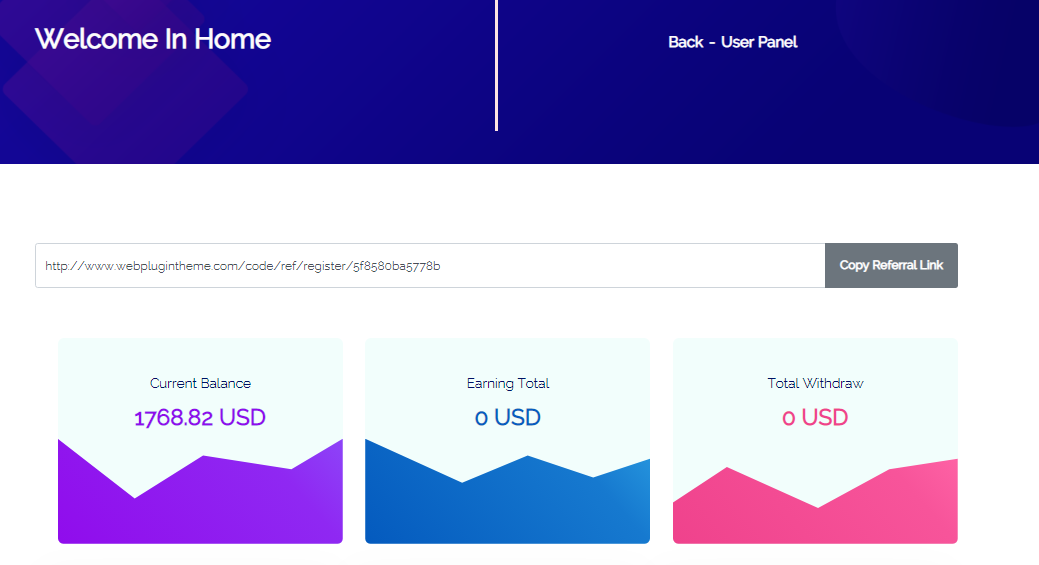 Welcome In Home
Back - User Panel
http://www.webplugintheme.com/code/ref/register/5f8580ba5778b
Copy Referral Link
Current Balance
1768.82 USD
Earning Total
0 USD
Total Withdraw
0 USD